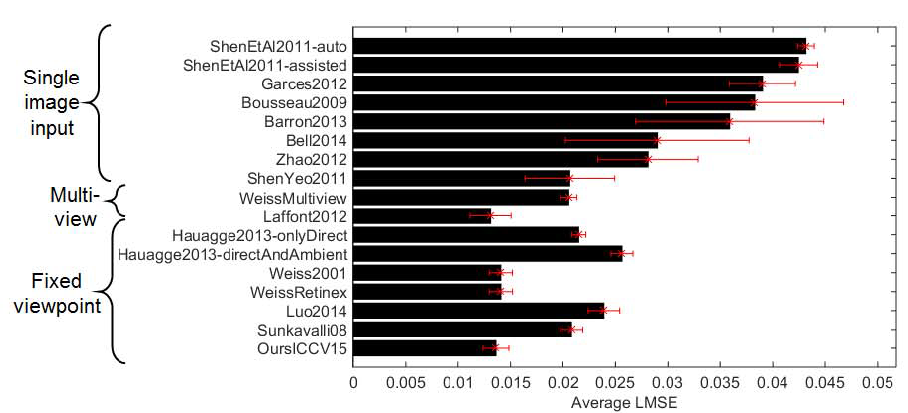 Single
image
input
Multi-
view
Fixed
viewpoint
ShenEtAl2011-auto
ShenEtAl2011-assisted
Garces2012
Bousseau2009
Barron2013
Bell2014
Zhao2012
ShenYeo2011
WeissMultiview
Laffont2012
Hauagge2013-onlyDirect
Hauagge2013-directAndAmbient
Weiss2001
WeissRetinex
Luo2014
Sunkavalli08
OursICCV15
0 0.005 0.01 0.015 0.02 0.025 0.03 0.035 0.04 0.045 0.05
Average LMSE